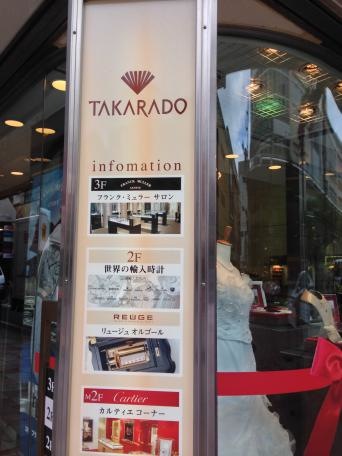 TAKARADO
infomation
3F
FRANCK MULLER
GENEVE
フランク・ミュラー サロン
2F
世界の輸入時計
REUGE
リュージュ オルゴール
M2F Cartier
カルティエ コーナー